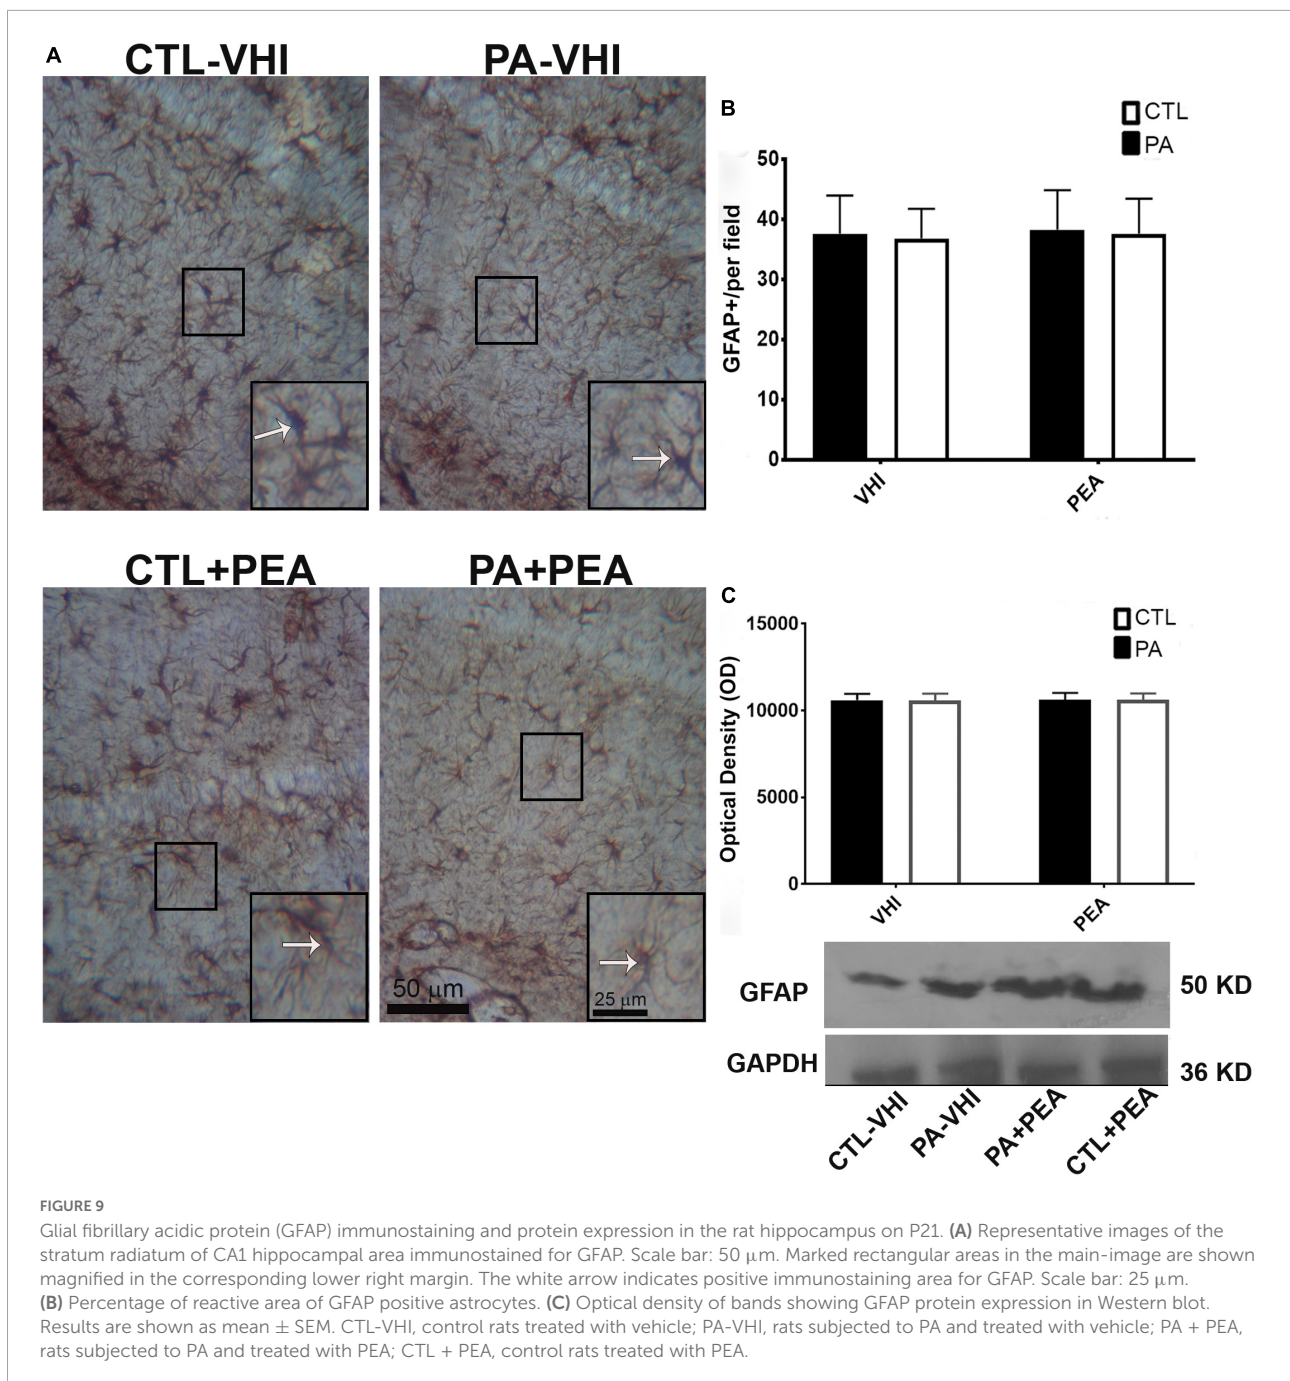 A
CTL-VHI
PA-VHI
CTL+PEA
PA+PEA
50 μm
25 μm
B
CTL
PA
50
40
30
20
10
0
GFAP+/per field
VHI
PEA
C
CTL
PA
15000
10000
5000
0
Optical Density (OD)
VHI
PEA
GFAP
50 KD
GAPDH
36 KD
CTL-VHI
PA-VHI
PA+PEA
CTL+PEA
FIGURE 9
Glial fibrillary acidic protein (GFAP) immunostaining and protein expression in the rat hippocampus on P21. (A) Representative images of the
stratum radiatum of CA1 hippocampal area immunostained for GFAP. Scale bar: 50 μm. Marked rectangular areas in the main-image are shown
magnified in the corresponding lower right margin. The white arrow indicates positive immunostaining area for GFAP. Scale bar: 25 μm.
(B) Percentage of reactive area of GFAP positive astrocytes. (C) Optical density of bands showing GFAP protein expression in Western blot.
Results are shown as mean ± SEM. CTL-VHI, control rats treated with vehicle; PA-VHI, rats subjected to PA and treated with vehicle; PA + PEA,
rats subjected to PA and treated with PEA; CTL + PEA, control rats treated with PEA.